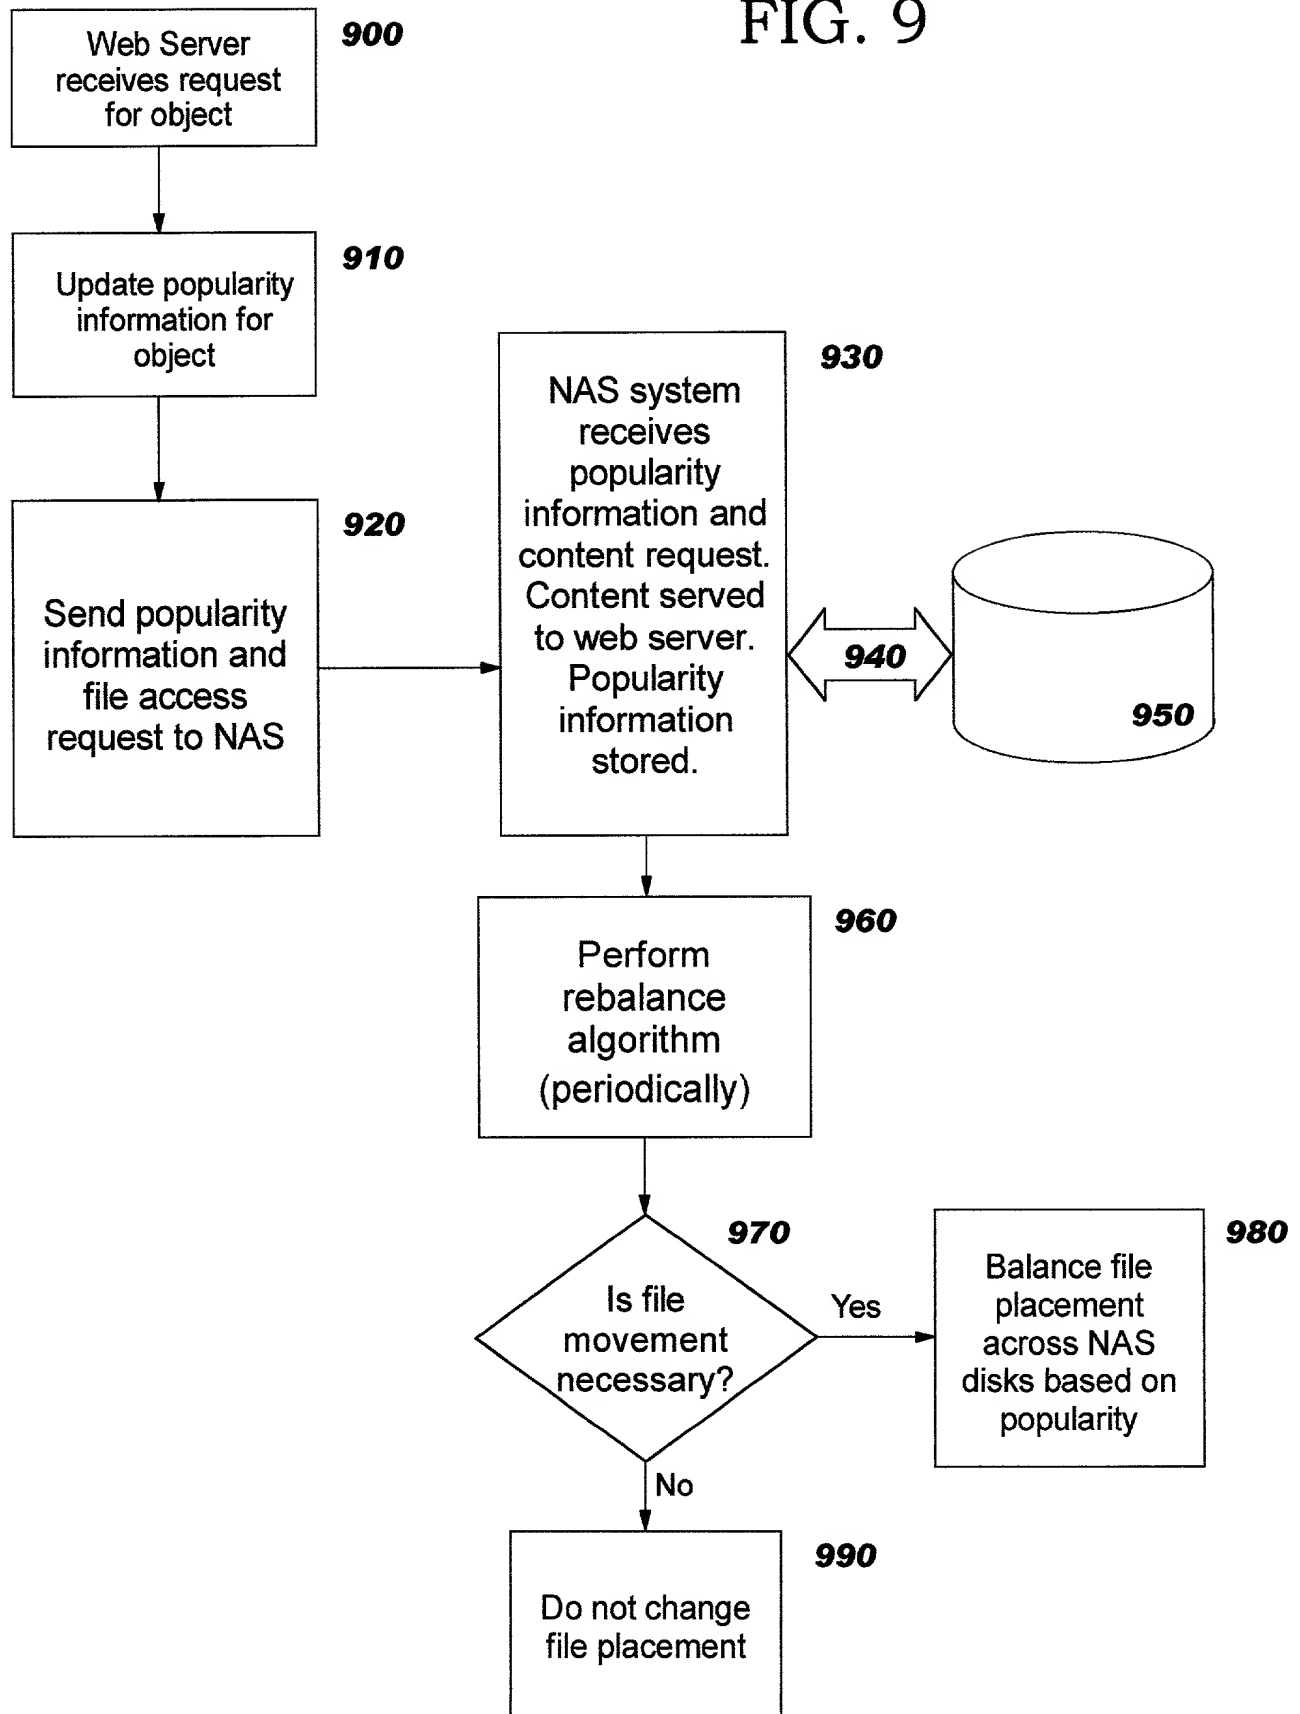 FIG. 9
900
Web Server
receives request
for object
910
Update popularity
information for
object
920
Send popularity
information and
file access
request to NAS
930
NAS system
receives
popularity
information and
content request.
Content served
to web server.
Popularity
information
stored.
940
950
960
Perform
rebalance
algorithm
(periodically)
970
Is file
movement
necessary?
Yes
980
Balance file
placement
across NAS
disks based on
popularity
No
990
Do not change
file placement